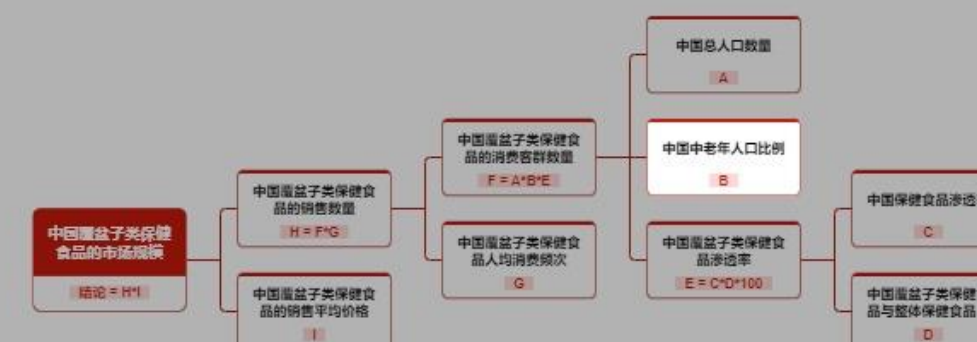 中国总人口数量
A
中国覆盆子类保健食
品的消费客群数量
F = A*B*E
中国中老年人口比例
B
中国覆盆子类保健食
品的销售数量
H = F*G
中国保健食品渗透
C
中国覆盆子类保健
食品的市场规模
结论 = H*I
中国覆盆子类保健食
品人均消费频次
G
中国覆盆子类保健食
品渗透率
E = C*D*100
中国覆盆子类保健食
品的销售平均价格
I
中国覆盆子类保健
品与整体保健食品
D